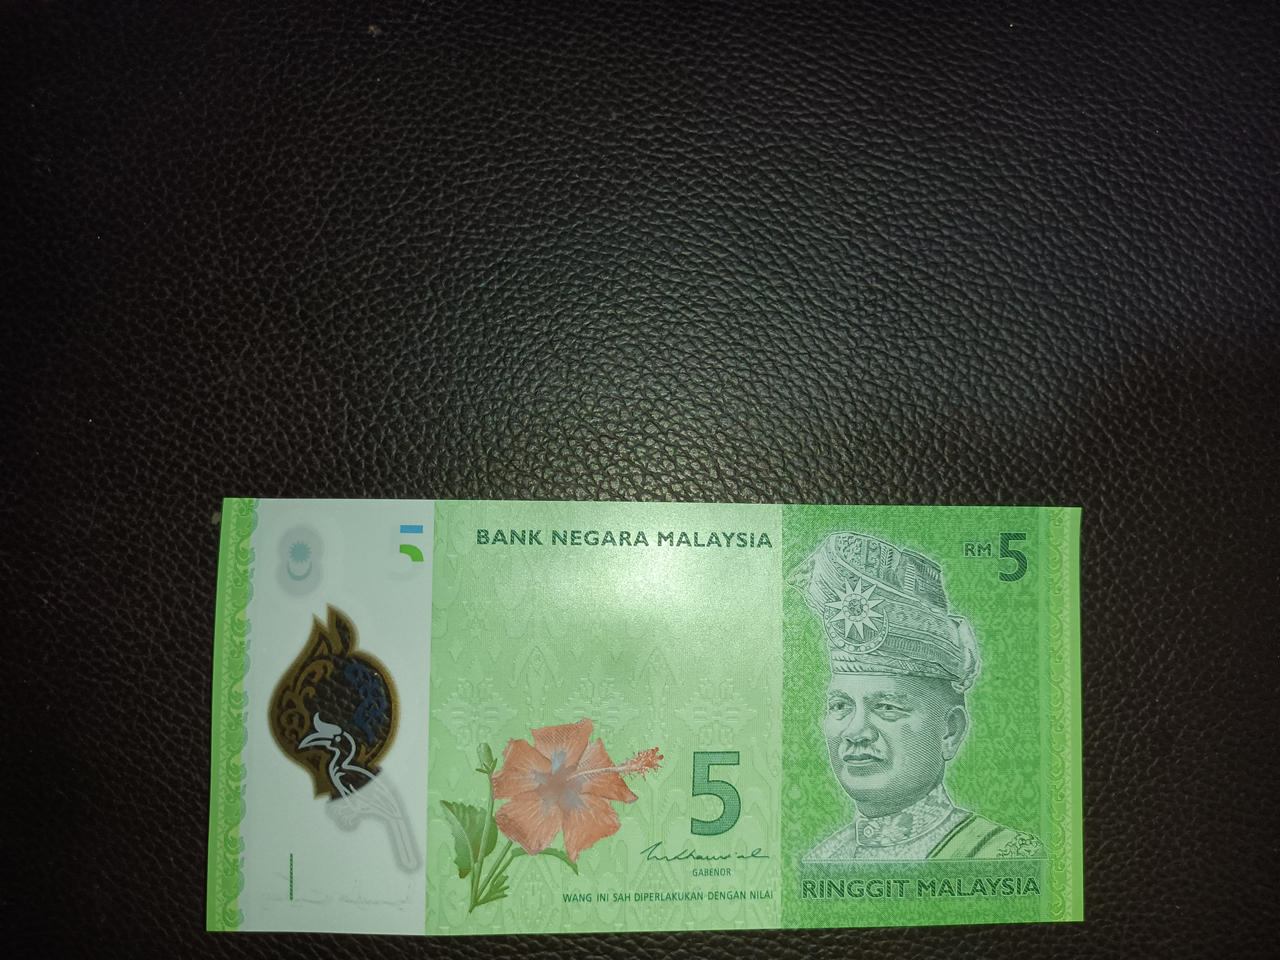 BANK NEGARA MALAYSIA
RM 5
5
GABENOR
WANG INI SAH DIPERLAKUKAN DENGAN NILAI
RINGGIT MALAYSIA